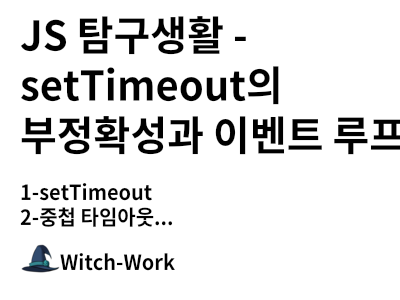 JS 탐구생활 -
setTimeout의
부정확성과 이벤트 루프
1-setTimeout
2-중첩 타임아웃...
Witch-Work